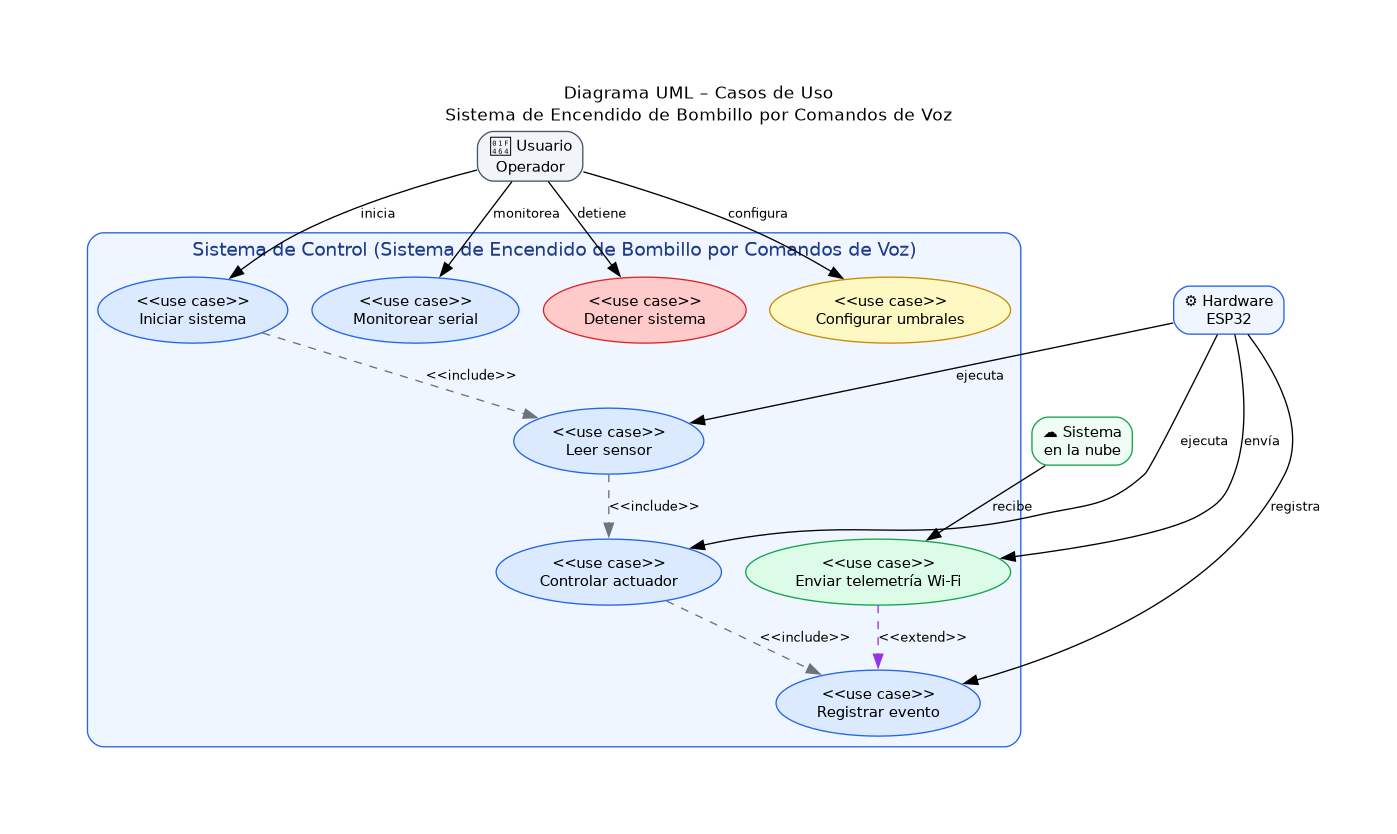 Diagrama UML – Casos de Uso
Sistema de Encendido de Bombillo por Comandos de Voz
01F464 Usuario
Operador
inicia
monitorea
detiene
configura
Sistema de Control (Sistema de Encendido de Bombillo por Comandos de Voz)
<<use case>>
Iniciar sistema
<<use case>>
Monitorear serial
<<use case>>
Detener sistema
<<use case>>
Configurar umbrales
⚙ Hardware
ESP32
<<include>>
ejecuta
<<use case>>
Leer sensor
☁ Sistema
en la nube
ejecuta
envía
<<include>>
recibe
registra
<<use case>>
Controlar actuador
<<use case>>
Enviar telemetría Wi-Fi
<<include>>
<<extend>>
<<use case>>
Registrar evento